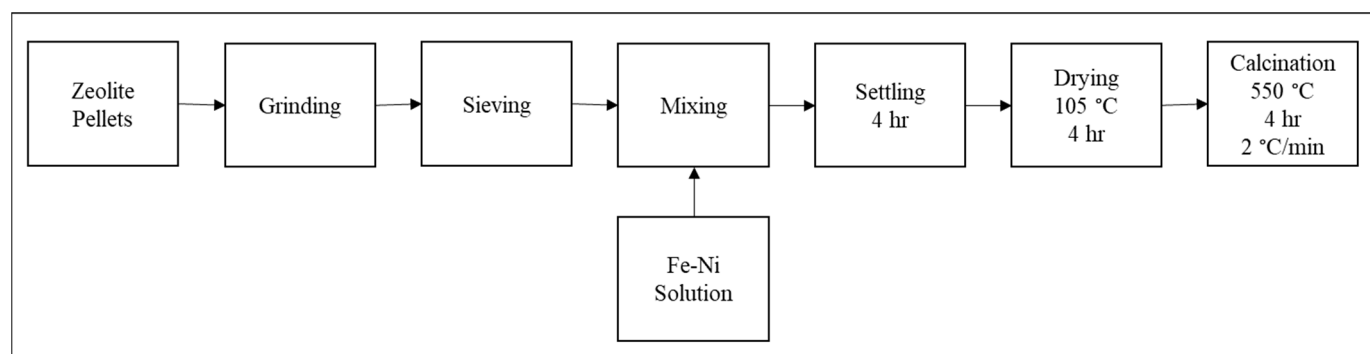 Zeolite
Pellets
Grinding
Sieving
Mixing
Settling
4 hr
Drying
105 °C
4 hr
Calcination
550 °C
4 hr
2 °C/min
Fe-Ni
Solution